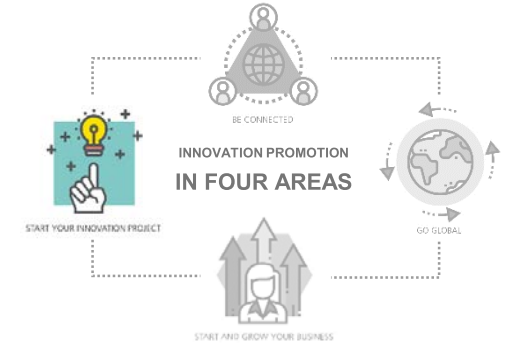 BE CONNECTED
INNOVATION PROMOTION
IN FOUR AREAS
START YOUR INNOVATION PROJECT
GO GLOBAL
START AND GROW YOUR BUSINESS